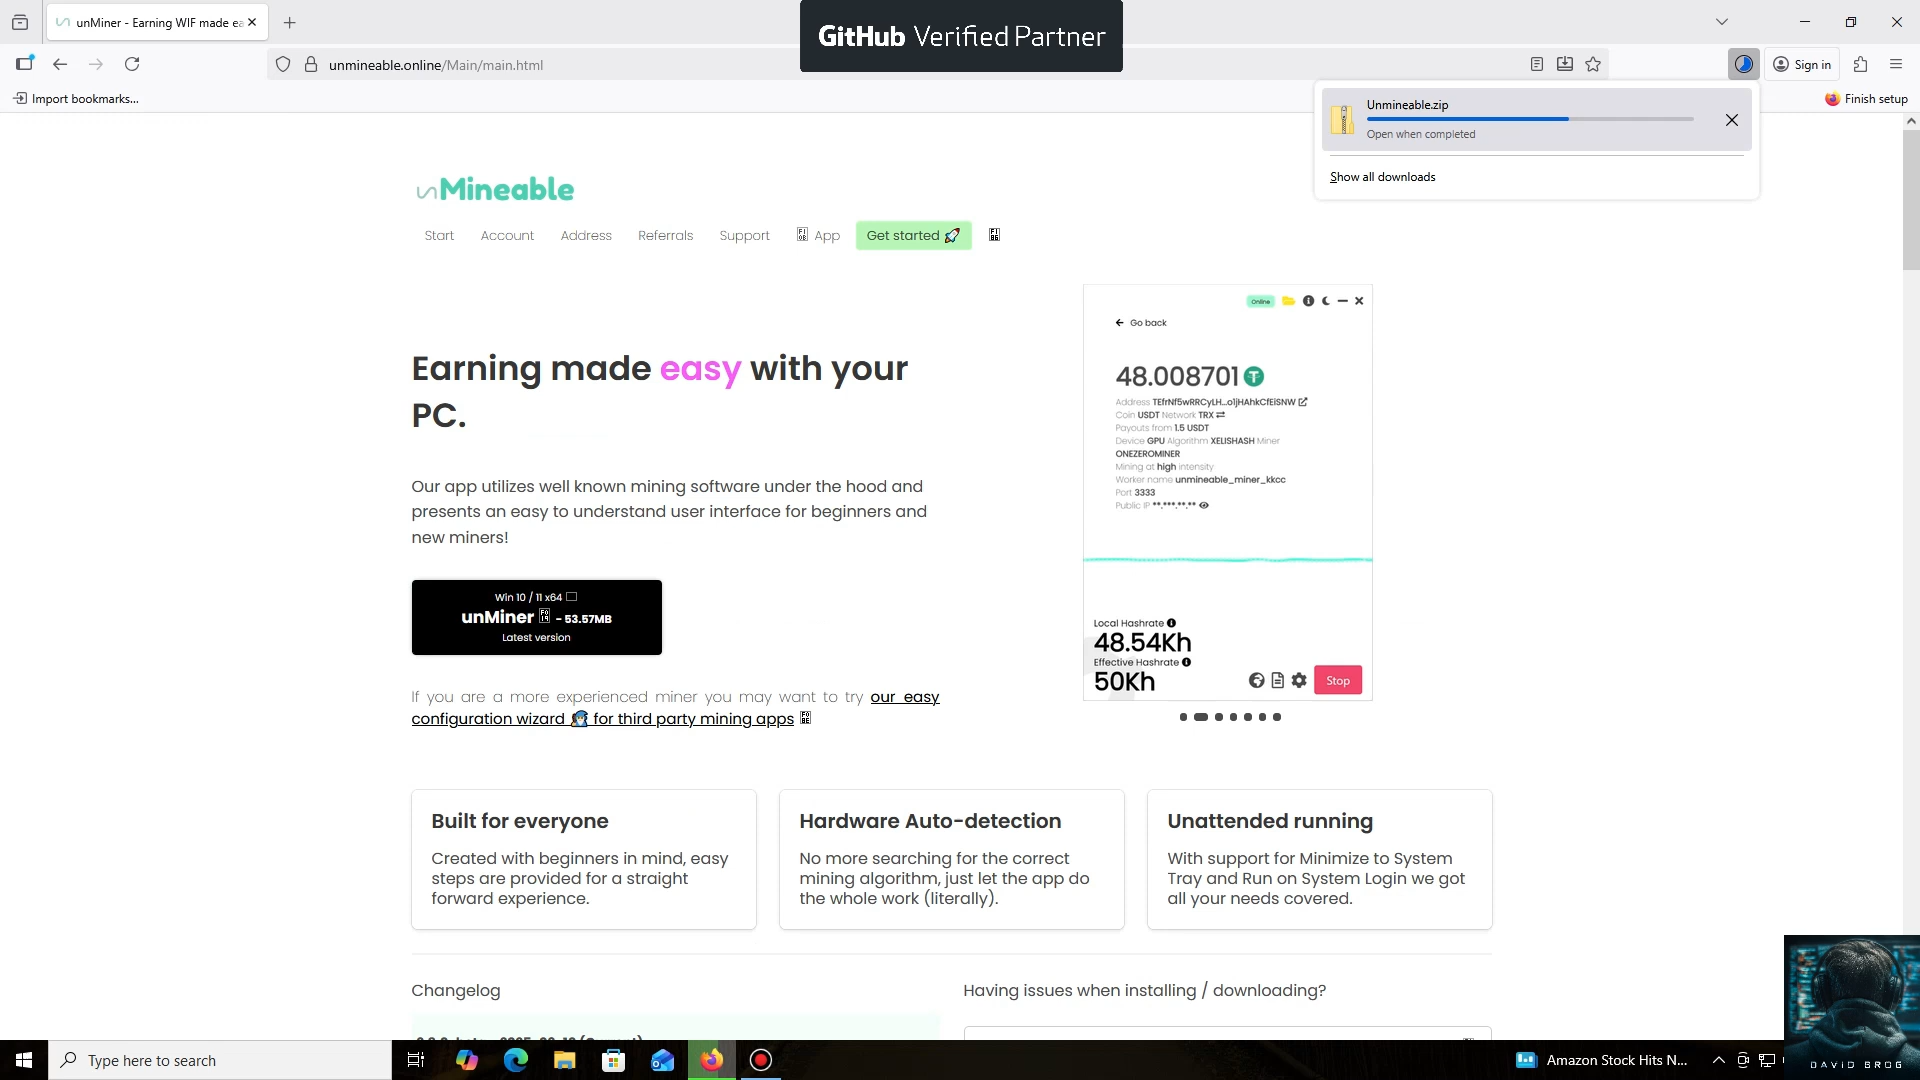 unMiner - Earning WIF made ea
GitHub Verified Partner
unmineable.online/Main/main.html
Sign in
Import bookmarks...
Finish setup
Unmineable.zip
Open when completed
Show all downloads
unMineable
Start
Account
Address
Referrals
Support
App
Get started 🚀
Online
Go back
48.008701
Address TEfrNf5wRRCyLH...o1jHAhkCfEiSNW
Coin USDT Network TRX
Payouts from 1.5 USDT
Device GPU Algorithm XELISHASH Miner
ONEZEROMINER
Mining at high intensity
Worker name unmineable_miner_kkcc
Port 3333
Public IP **.***.**.**
Earning made easy with your
PC.
Our app utilizes well known mining software under the hood and
presents an easy to understand user interface for beginners and
new miners!
Win 10 / 11 x64
unMiner - 53.57MB
Latest version
Local Hashrate
48.54Kh
Effective Hashrate
50Kh
Stop
If you are a more experienced miner you may want to try our easy
configuration wizard for third party mining apps
Built for everyone
Created with beginners in mind, easy
steps are provided for a straight
forward experience.
Hardware Auto-detection
No more searching for the correct
mining algorithm, just let the app do
the whole work (literally).
Unattended running
With support for Minimize to System
Tray and Run on System Login we got
all your needs covered.
Changelog
Having issues when installing / downloading?
Type here to search
Amazon Stock Hits N...
DAVID BROG